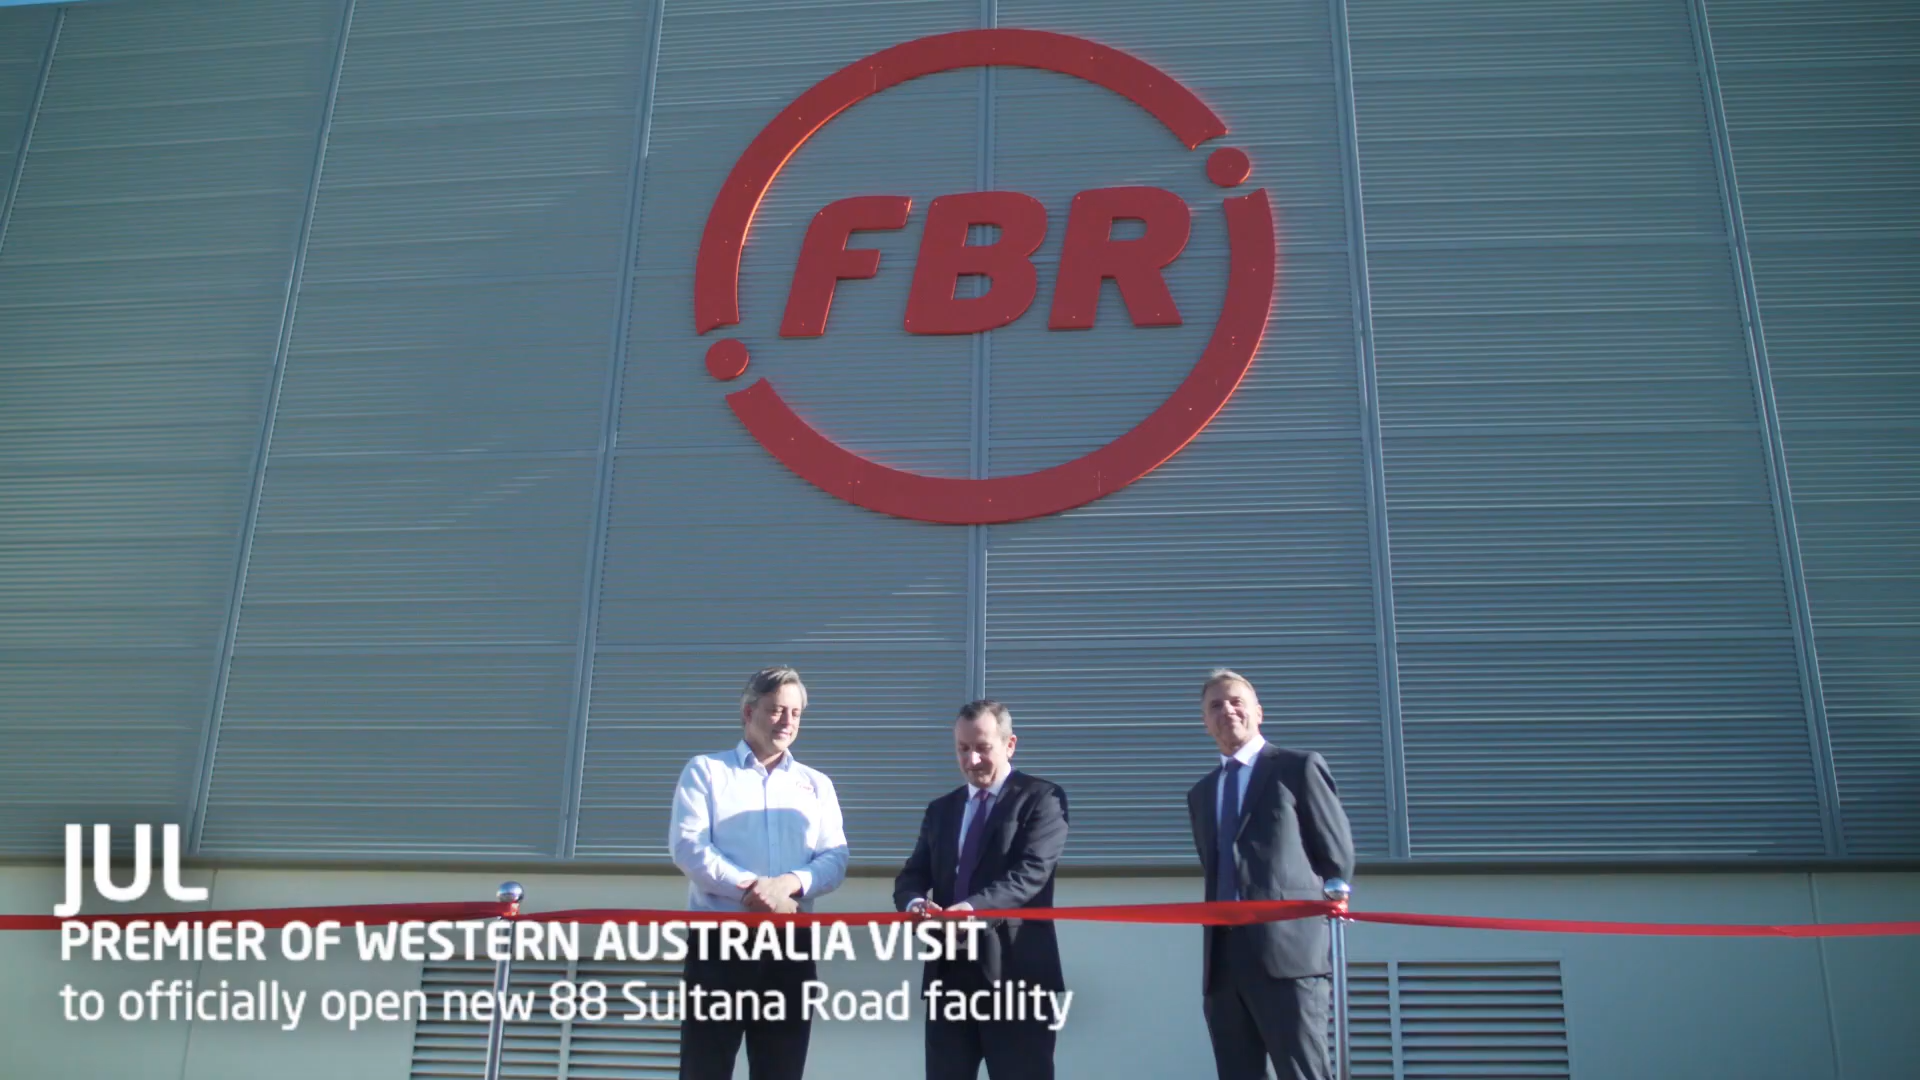 FBR
JUL
PREMIER OF WESTERN AUSTRALIA VISIT
to officially open new 88 Sultana Road facility